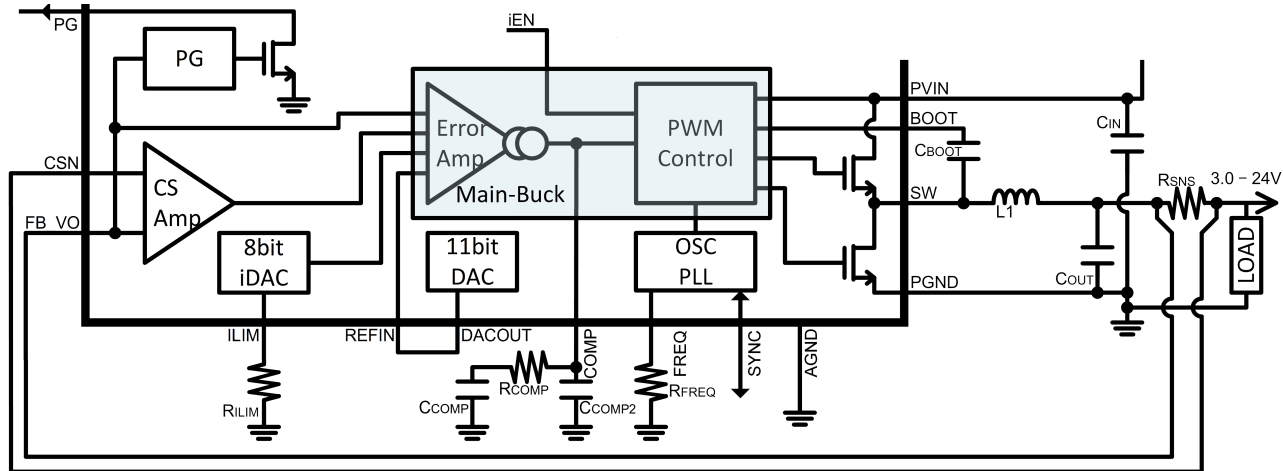 PG
iEN
PG
PVIN
BOOT
CIN
Error
Amp
PWM
Control
CBOOT
CSN
CS
Amp
Main-Buck
RSNS
3.0 – 24V
SW
L1
FB VO
8bit
iDAC
11bit
DAC
OSC
PLL
COUT
LOAD
PGND
ILIM
REFIN
DACOUT
COMP
FREQ
SYNC
AGND
RCOMP
RILIM
CCOMP
CCOMP2
RFREQ